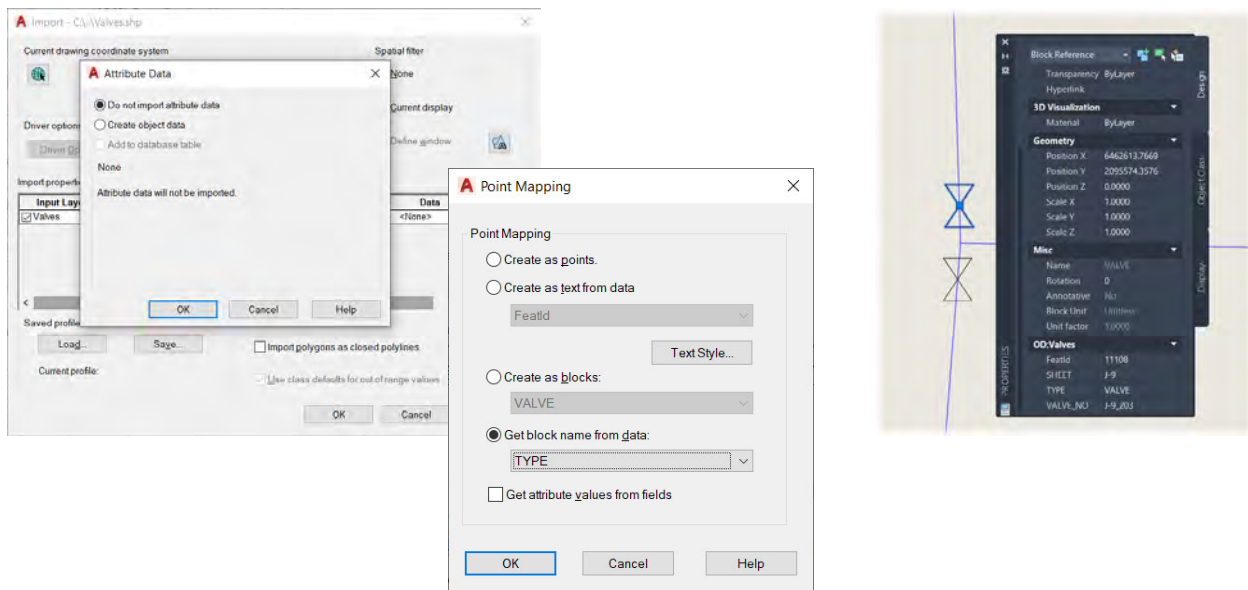 Import - C:\...\Valves.shp
Current drawing coordinate system
Spatial filter
None
Current display
Define window
Driver options
Import properti
Input Laye
Data
Valves
<None>
Saved profile
Load...
Save...
Current profile:
Import polygons as closed polylines
Use class defaults for out of range values
OK
Cancel
Attribute Data
Do not import attribute data
Create object data
Add to database table
None
Attribute data will not be imported.
OK
Cancel
Help
Point Mapping
Point Mapping
Create as points.
Create as text from data
FeatId
Text Style...
Create as blocks:
VALVE
Get block name from data:
TYPE
Get attribute values from fields
OK
Cancel
Help
Block Reference
Transparency ByLayer
Hyperlink
3D Visualization
Material ByLayer
Geometry
Position X 6462613.7669
Position Y 2095574.3576
Position Z 0.0000
Scale X 1.0000
Scale Y 1.0000
Scale Z 1.0000
Misc
Name VALVE
Rotation 0
Annotative No
Block Unit Unitless
Unit factor 1.0000
OD:Valves
FeatId 11108
SHEET J-9
TYPE VALVE
VALVE_NO J-9_203
Design
Object Class
Display
PROPERTIES